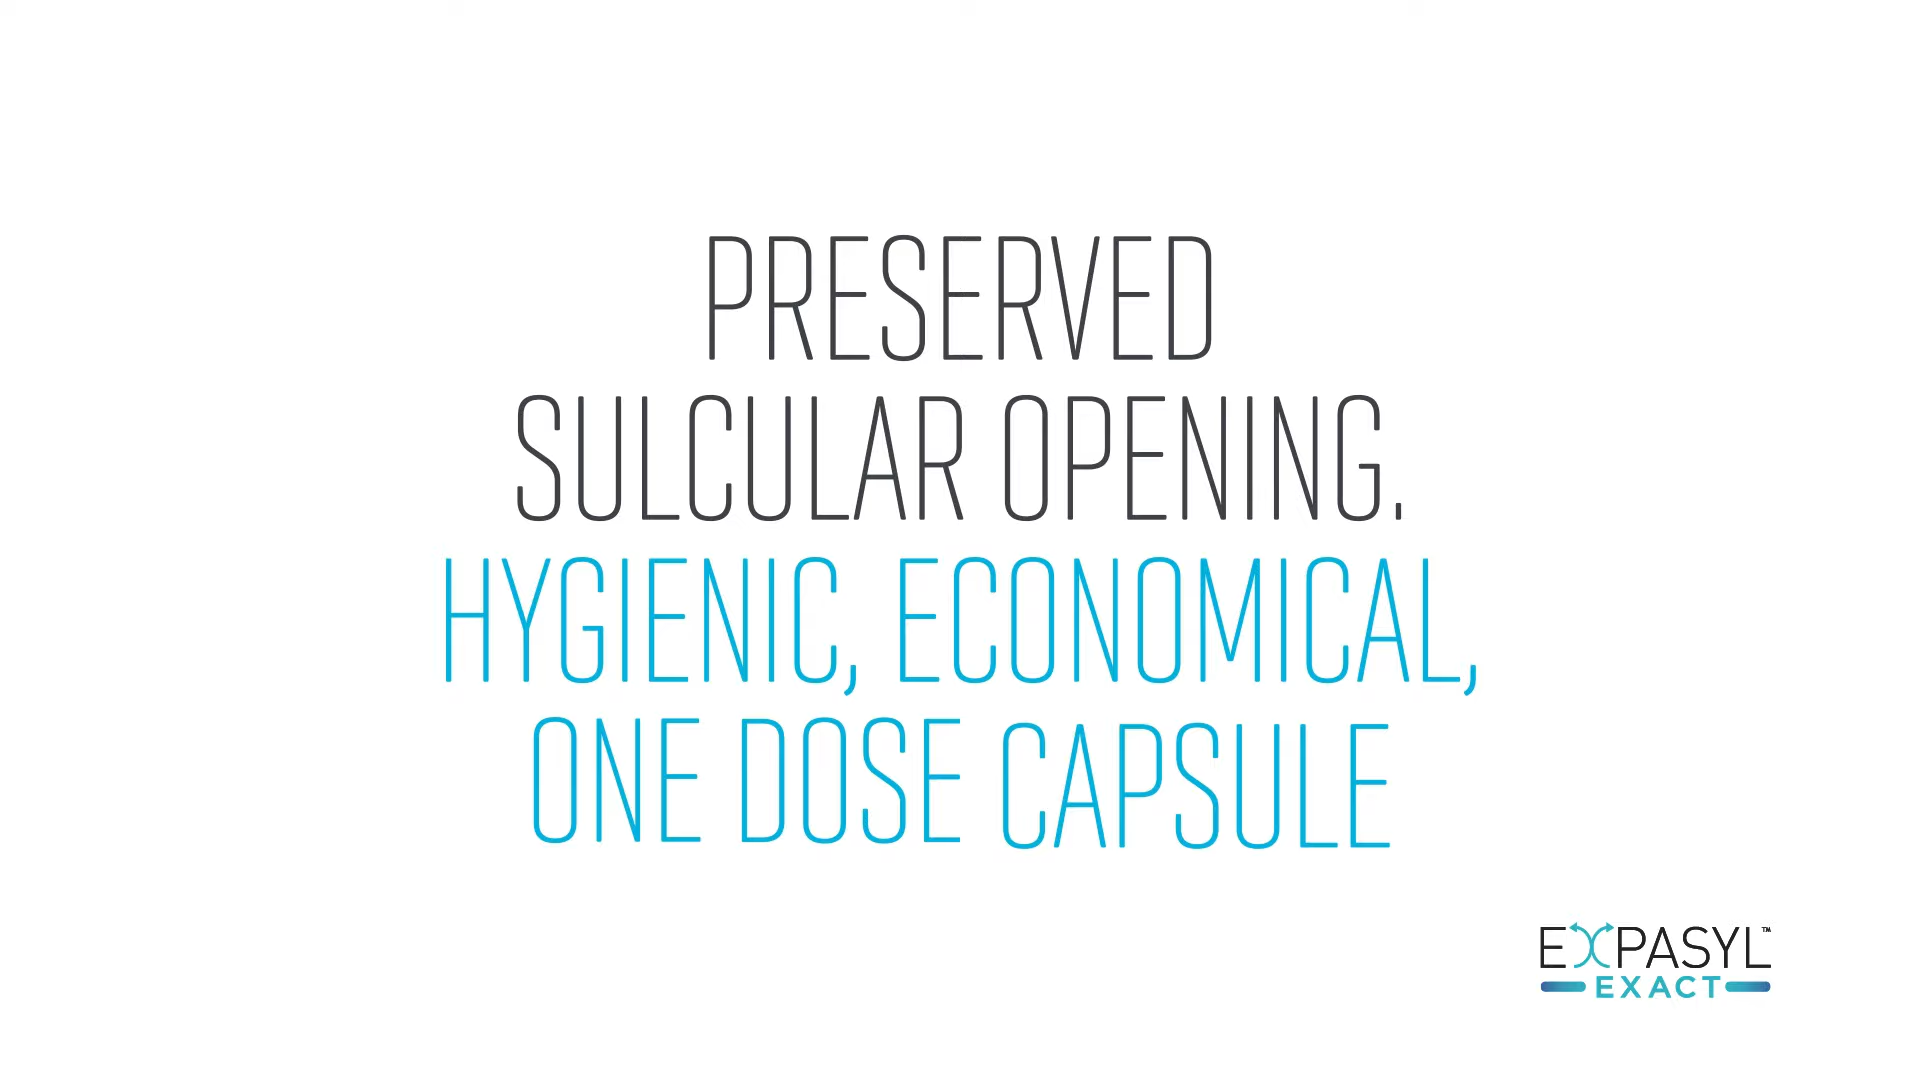 PRESERVED
SULCULAR OPENING.
HYGIENIC, ECONOMICAL,
ONE DOSE CAPSULE
EXPASYL™
EXACT